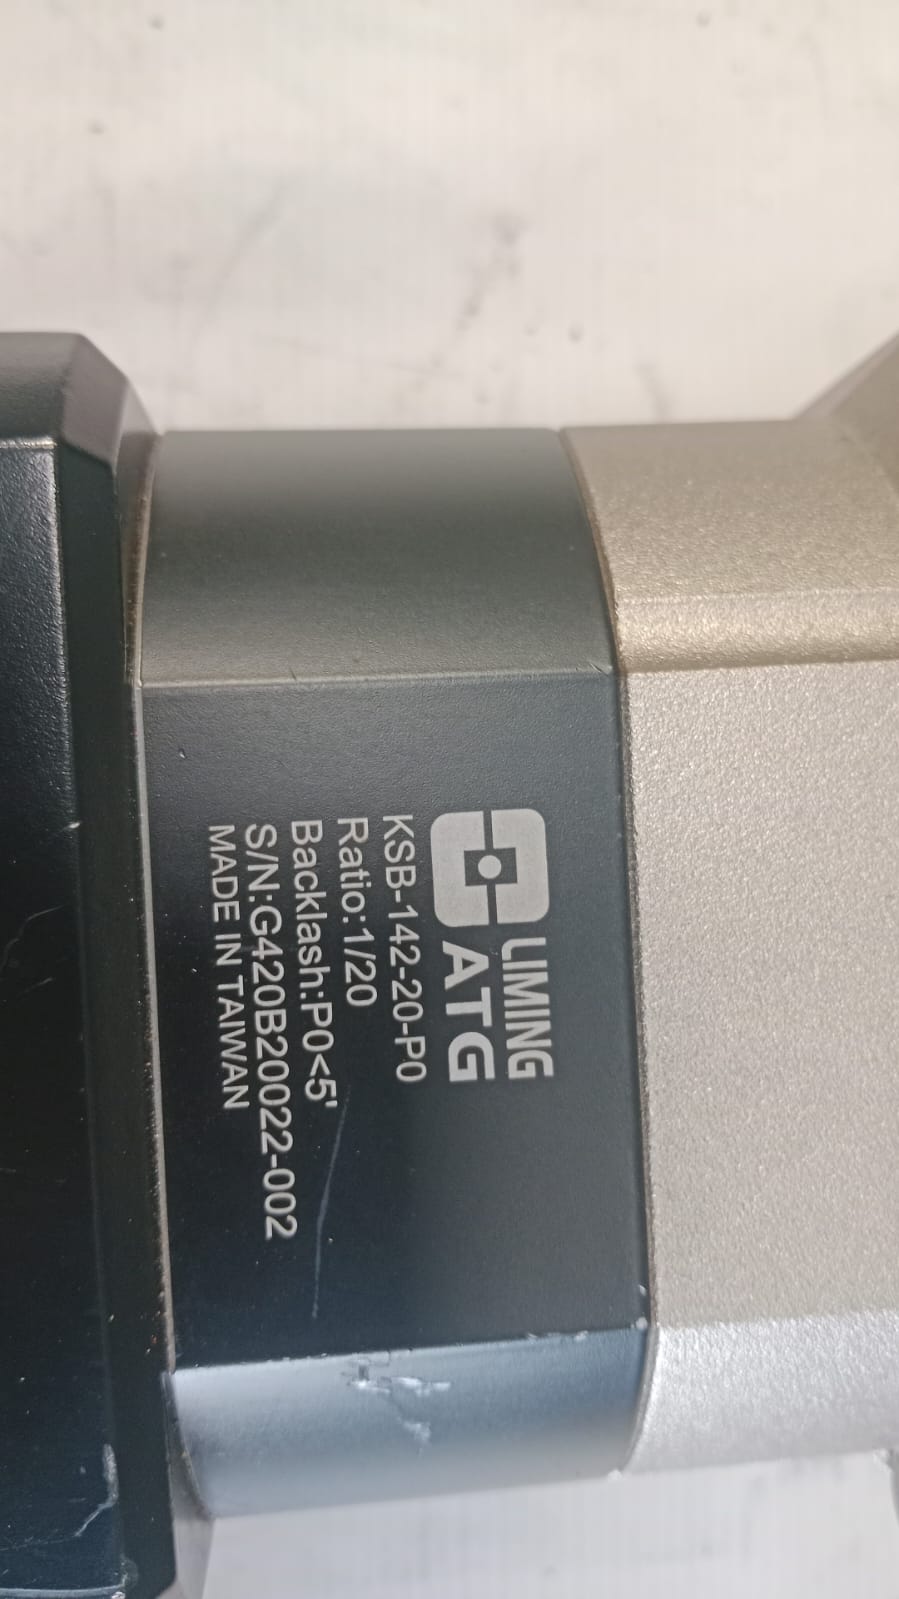 LIMING
ATG
KSB-142-20-P0
Ratio:1/20
Backlash:P0<5'
S/N:G420B20022-002
MADE IN TAIWAN